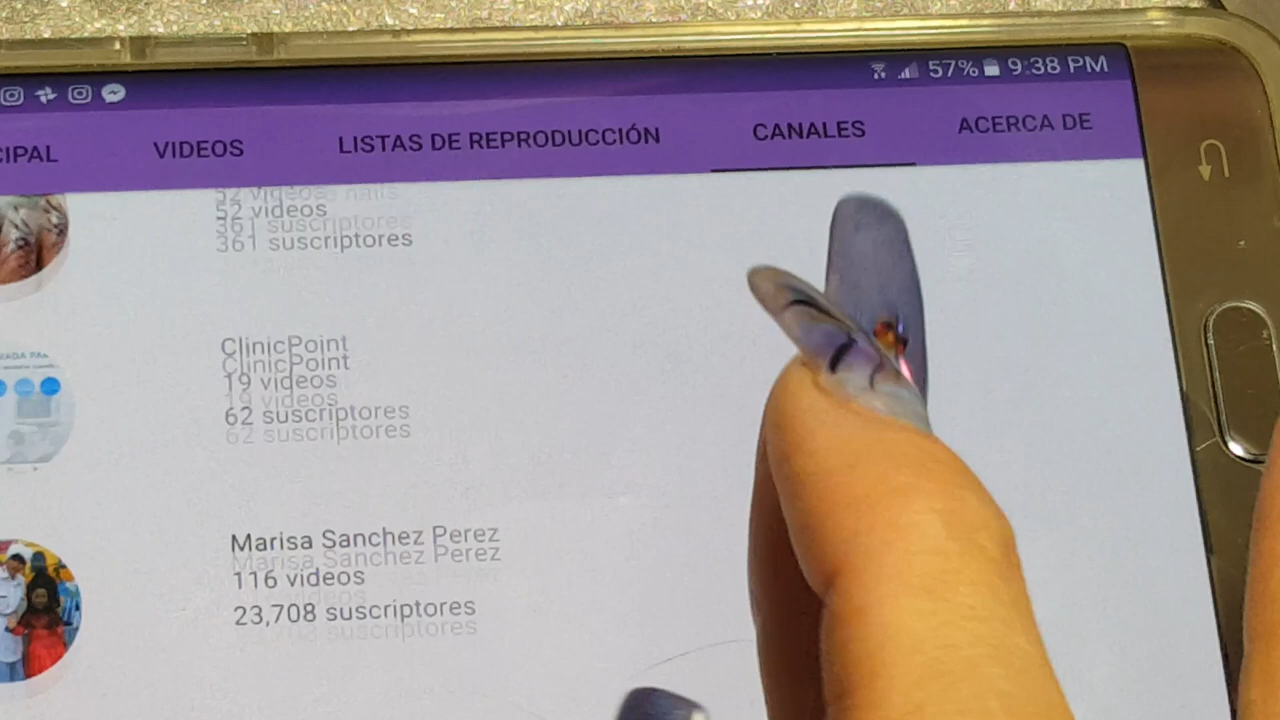 57% 9:38 PM
CIPAL VIDEOS LISTAS DE REPRODUCCIÓN CANALES ACERCA DE
52 videos
361 suscriptores
ClinicPoint
19 videos
62 suscriptores
Marisa Sanchez Perez
116 videos
23,708 suscriptores